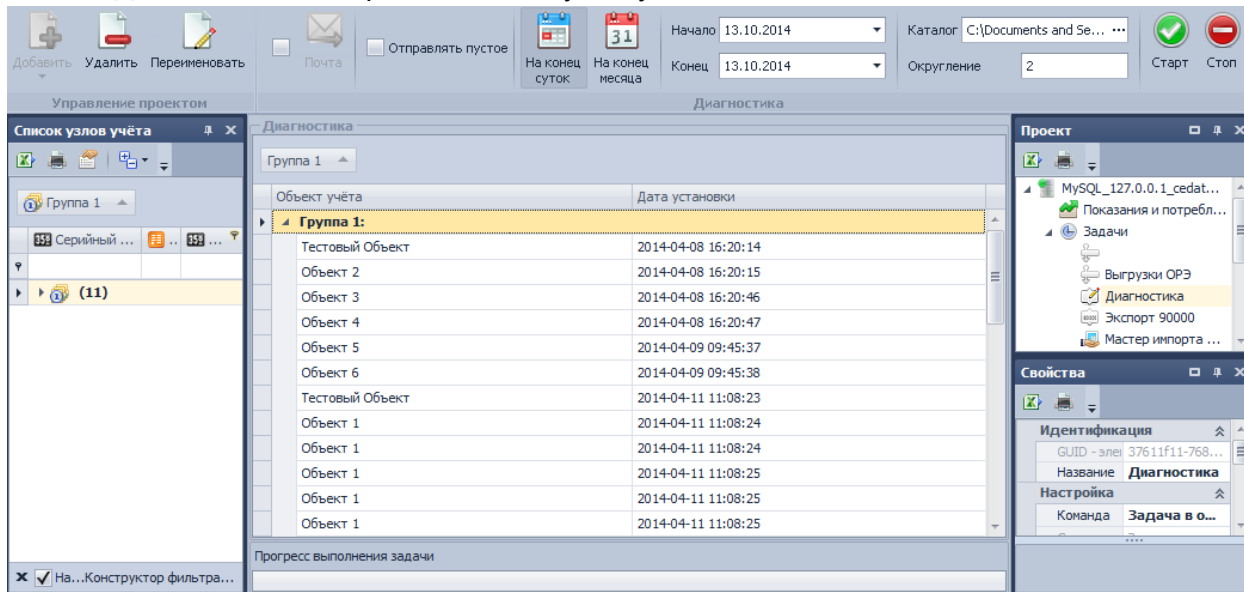 Добавить Удалить Переименовать Почта Отправлять пустое На конец суток На конец месяца Начало 13.10.2014 Каталог C:\Documents and Se... ... Старт Стоп
31
Конец 13.10.2014 Округление 2
Управление проектом Диагностика
Список узлов учёта
Группа 1
Серийный ... .. ...
(11)
На...Конструктор фильтра...
Диагностика
Группа 1
Объект учёта Дата установки
Группа 1:
Тестовый Объект 2014-04-08 16:20:14
Объект 2 2014-04-08 16:20:15
Объект 3 2014-04-08 16:20:46
Объект 4 2014-04-08 16:20:47
Объект 5 2014-04-09 09:45:37
Объект 6 2014-04-09 09:45:38
Тестовый Объект 2014-04-11 11:08:23
Объект 1 2014-04-11 11:08:24
Объект 1 2014-04-11 11:08:24
Объект 1 2014-04-11 11:08:25
Объект 1 2014-04-11 11:08:25
Объект 1 2014-04-11 11:08:25
Прогресс выполнения задачи
Проект
MySQL_127.0.0.1_cedat...
Показания и потребл...
Задачи
Выгрузки ОРЭ
Диагностика
Экспорт 90000
Мастер импорта ...
Свойства
Идентификация
GUID - элег 37611f11-768...
Название Диагностика
Настройка
Команда Задача в о...